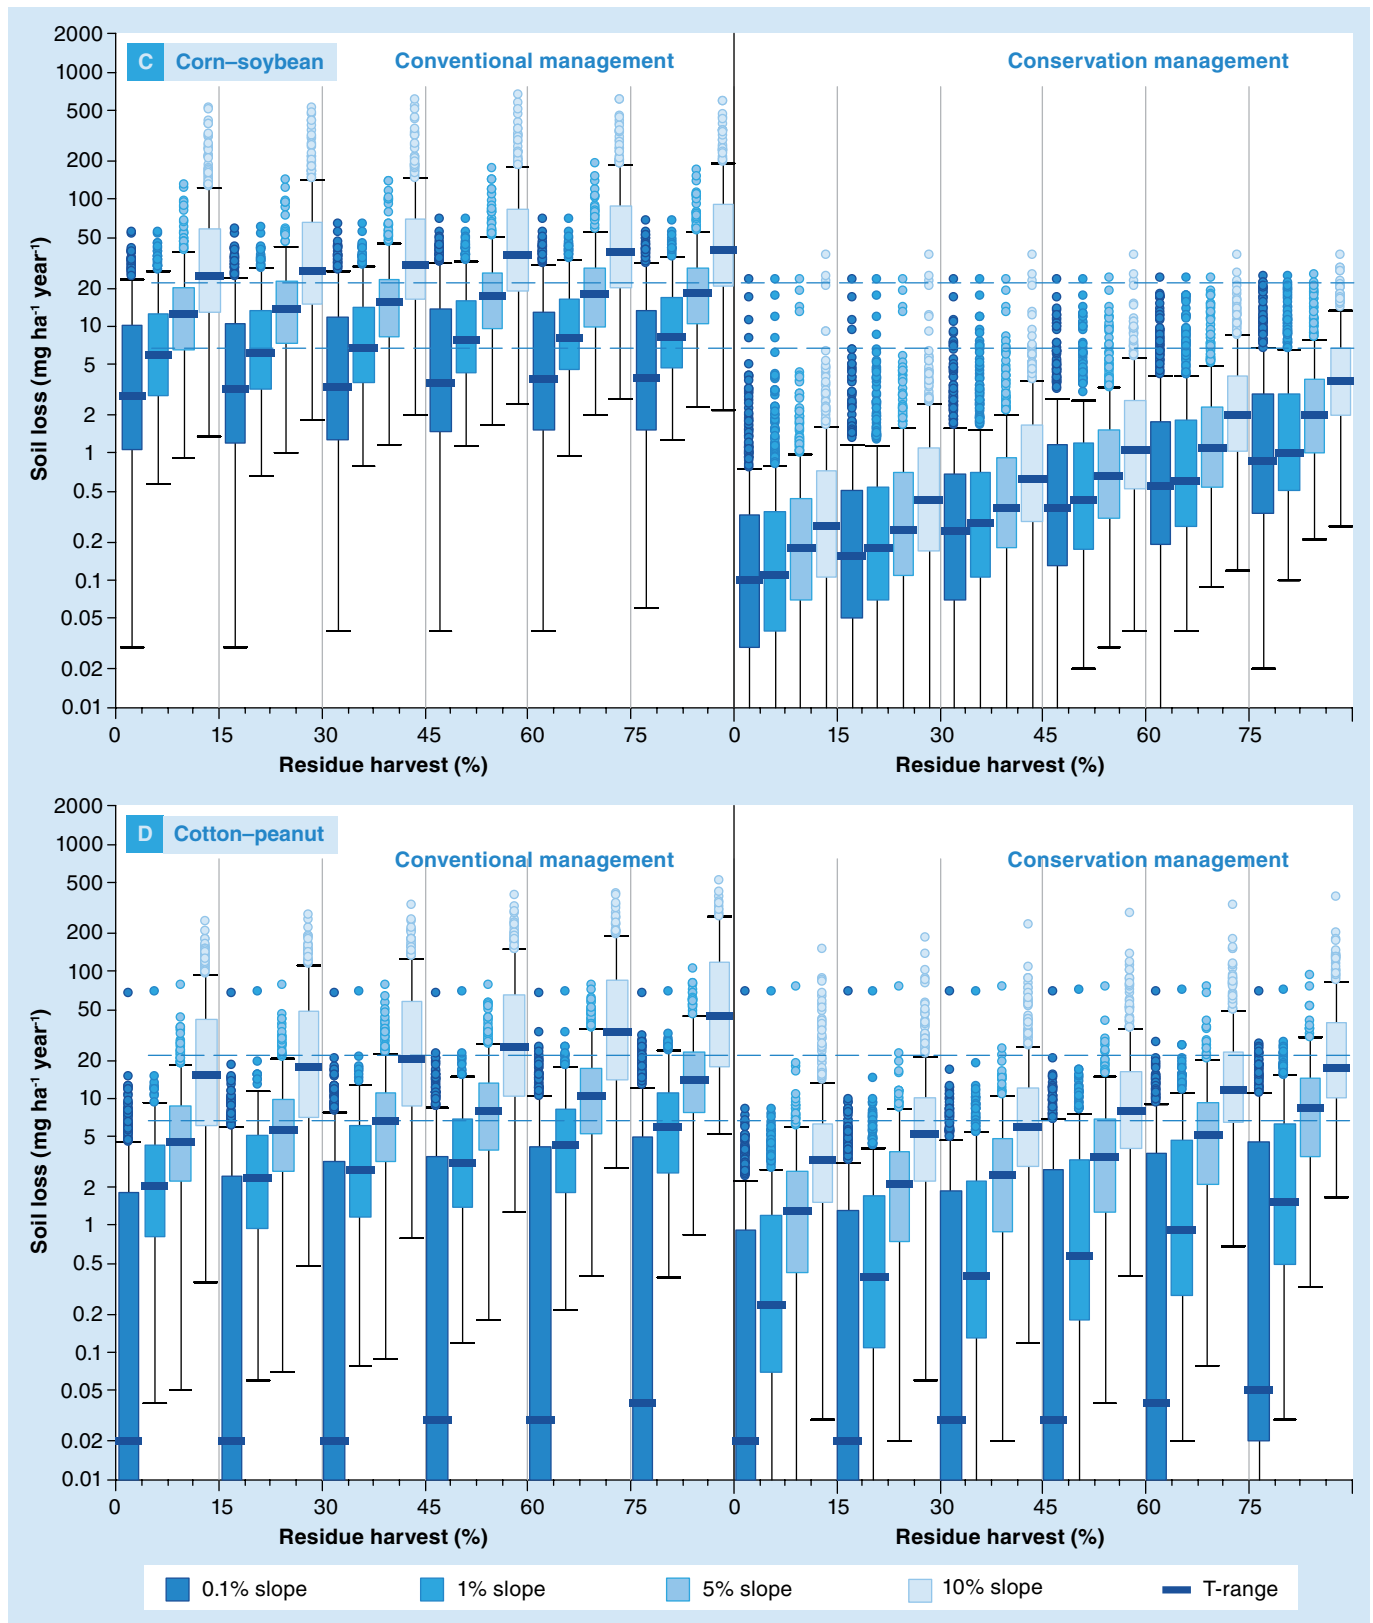 C Corn–soybean
Conventional management
Conservation management
Soil loss (mg ha⁻¹ year⁻¹)
2000
1000
500
200
100
50
20
10
5
2
1
0.5
0.2
0.1
0.05
0.02
0.01
0 15 30 45 60 75 0 15 30 45 60 75
Residue harvest (%)
Residue harvest (%)
D Cotton–peanut
Conventional management
Conservation management
Soil loss (mg ha⁻¹ year⁻¹)
2000
1000
500
200
100
50
20
10
5
2
1
0.5
0.2
0.1
0.05
0.02
0.01
0 15 30 45 60 75 0 15 30 45 60 75
Residue harvest (%)
Residue harvest (%)
0.1% slope 1% slope 5% slope 10% slope T-range